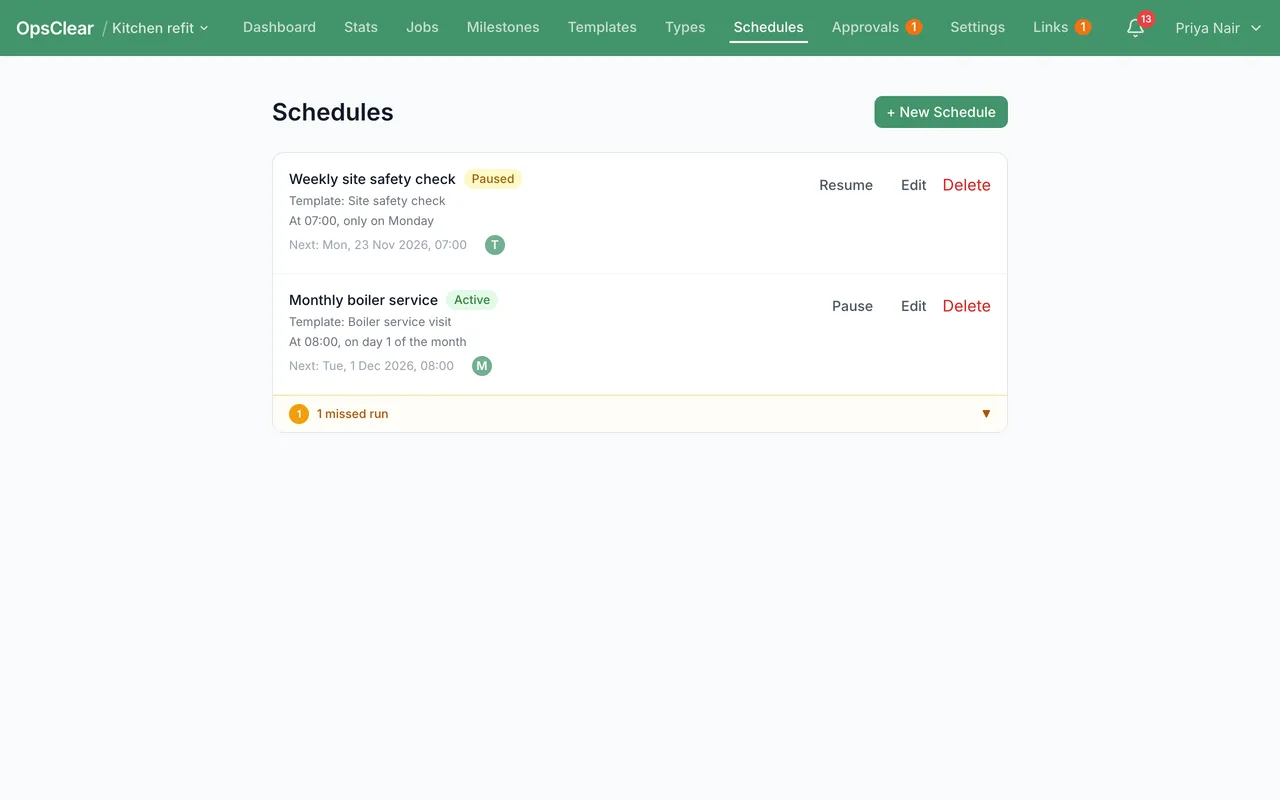 OpsClear / Kitchen refit Dashboard Stats Jobs Milestones Templates Types Schedules Approvals 1 Settings Links 1 13 Priya Nair
Schedules + New Schedule
Weekly site safety check Paused Resume Edit Delete
Template: Site safety check
At 07:00, only on Monday
Next: Mon, 23 Nov 2026, 07:00 T
Monthly boiler service Active Pause Edit Delete
Template: Boiler service visit
At 08:00, on day 1 of the month
Next: Tue, 1 Dec 2026, 08:00 M
1 1 missed run ▼